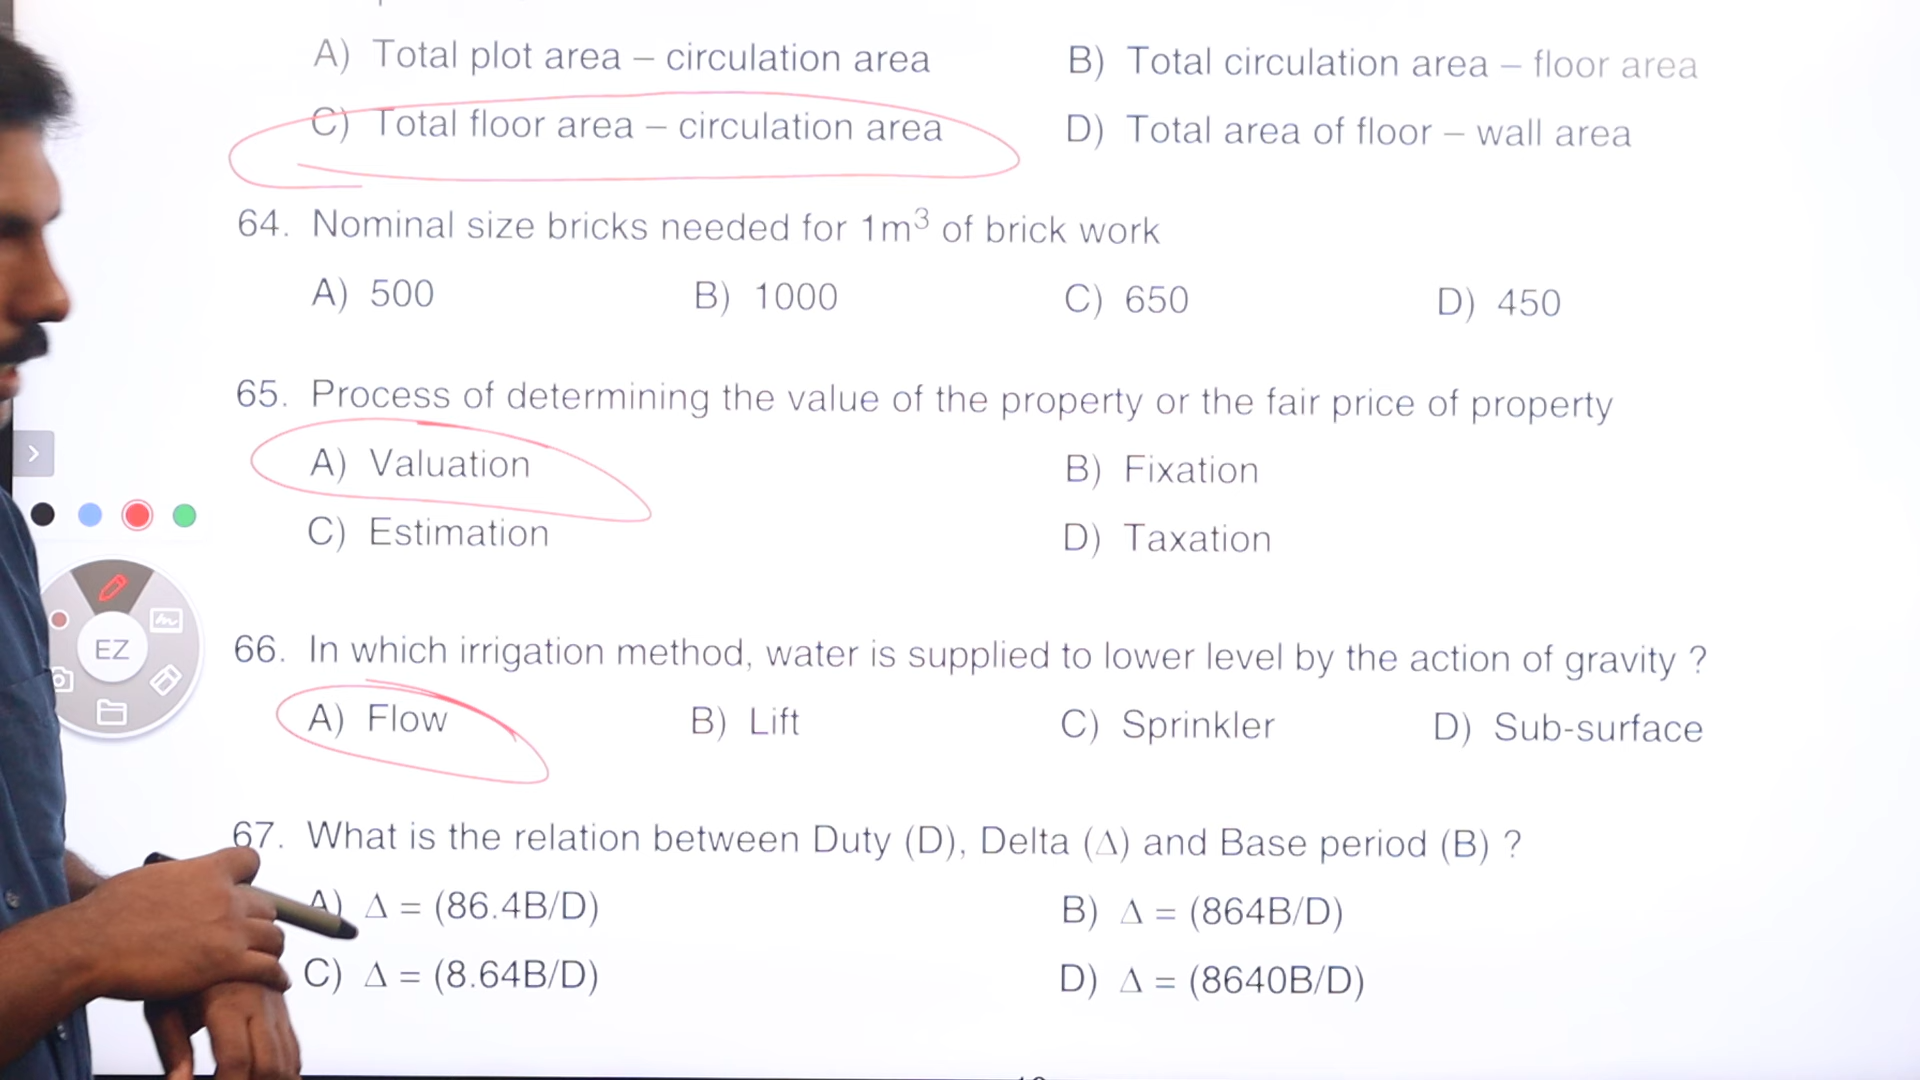 A) Total plot area – circulation area
B) Total circulation area – floor area
C) Total floor area – circulation area
D) Total area of floor – wall area
64. Nominal size bricks needed for 1m³ of brick work
A) 500
B) 1000
C) 650
D) 450
65. Process of determining the value of the property or the fair price of property
A) Valuation
B) Fixation
C) Estimation
D) Taxation
EZ
66. In which irrigation method, water is supplied to lower level by the action of gravity ?
A) Flow
B) Lift
C) Sprinkler
D) Sub-surface
67. What is the relation between Duty (D), Delta (Δ) and Base period (B) ?
A) Δ = (86.4B/D)
B) Δ = (864B/D)
C) Δ = (8.64B/D)
D) Δ = (8640B/D)